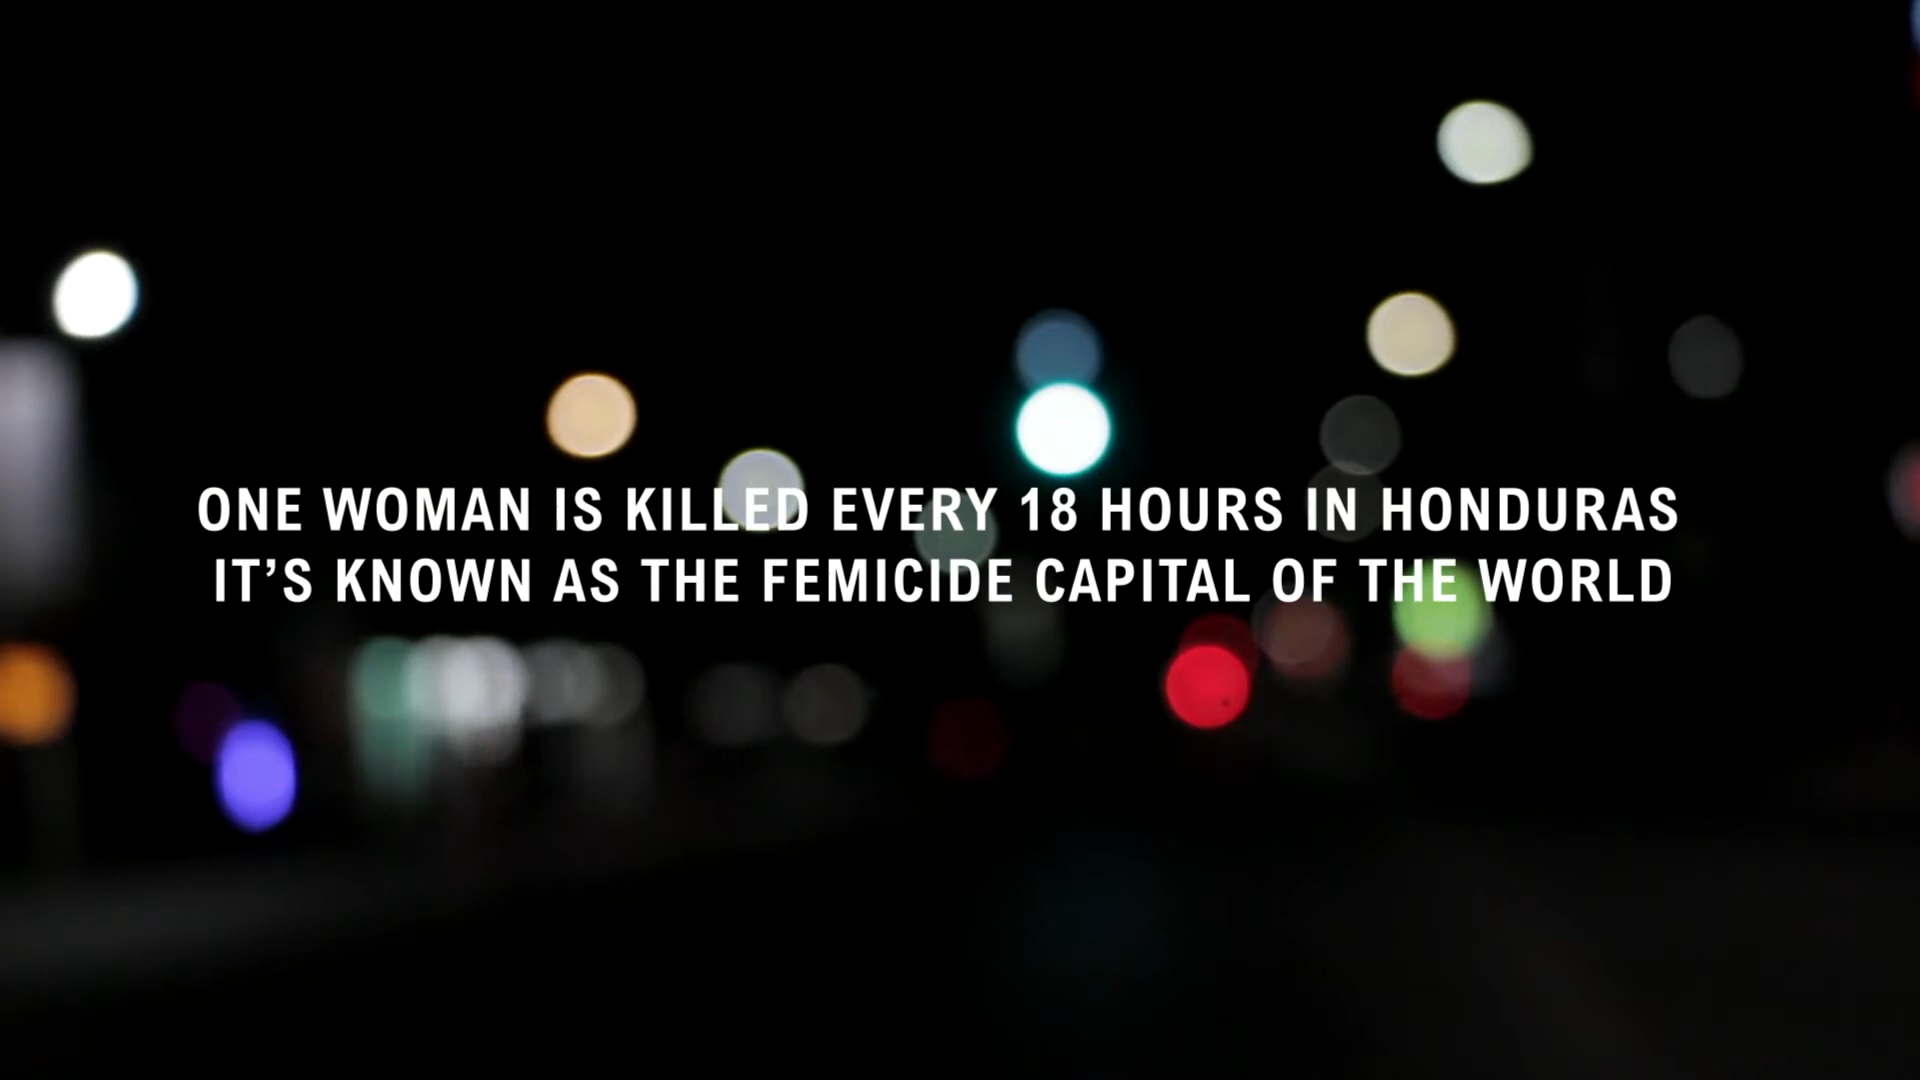 ONE WOMAN IS KILLED EVERY 18 HOURS IN HONDURAS
IT’S KNOWN AS THE FEMICIDE CAPITAL OF THE WORLD